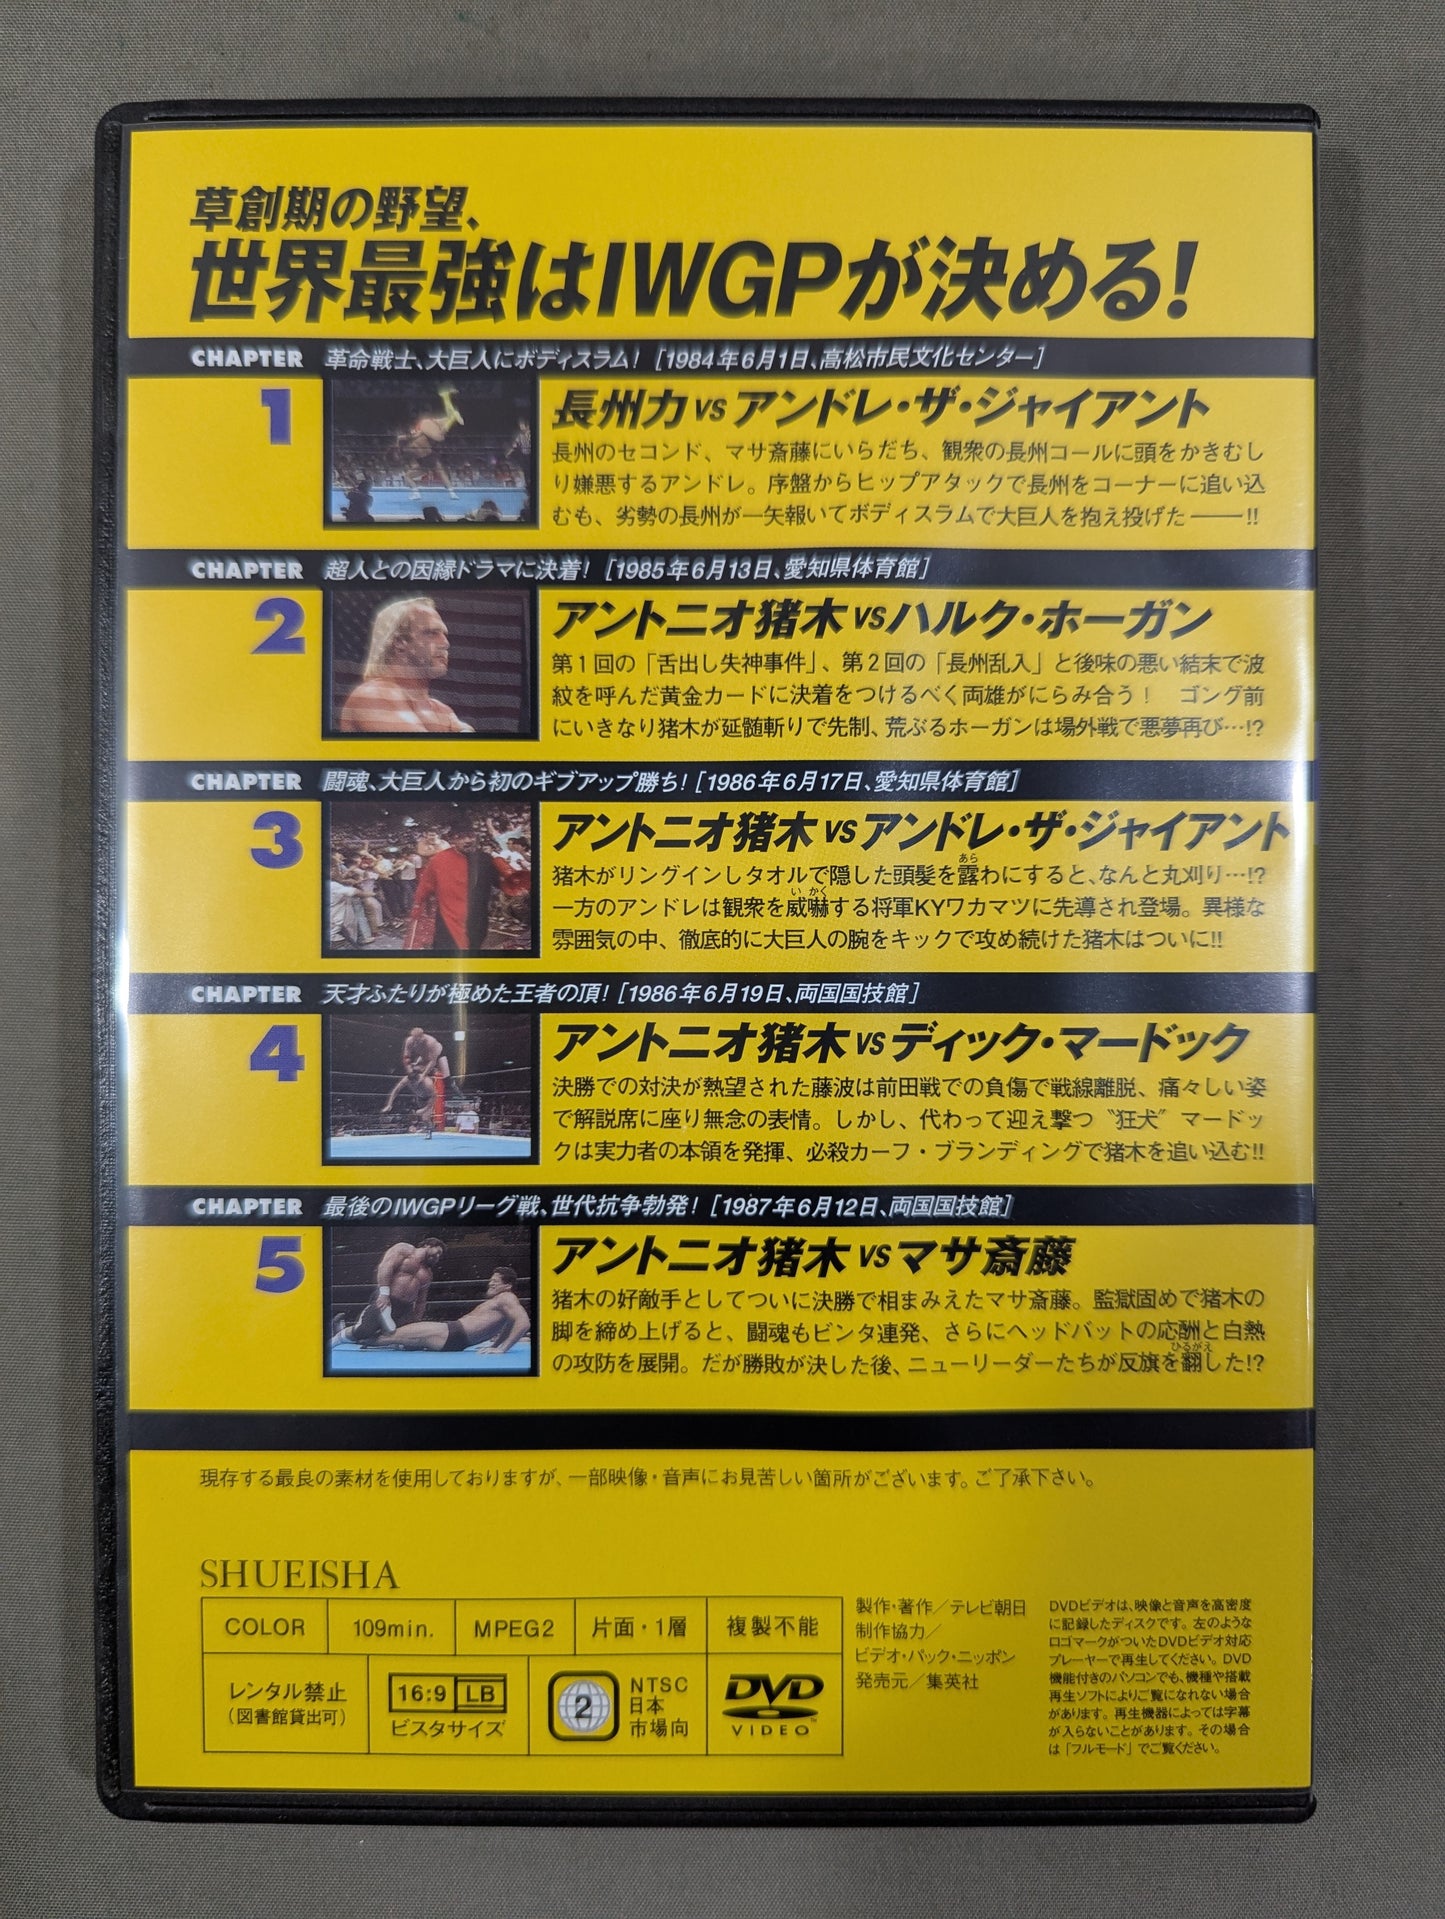 草創期の野望、
世界最強はIWGPが決める!
CHAPTER 革命戦士、大巨人にボディスラム! [1984年6月1日、高松市民文化センター]
1
長州力 vs アンドレ・ザ・ジャイアント
長州のセコンド、マサ斎藤にいらだち、観衆の長州コールに頭をかきむし
り嫌悪するアンドレ。序盤からヒップアタックで長州をコーナーに追い込
むも、劣勢の長州が一矢報いてボディスラムで大巨人を抱え投げた――!!
CHAPTER 超人との因縁ドラマに決着! [1985年6月13日、愛知県体育館]
2
アントニオ猪木 vs ハルク・ホーガン
第1回の「舌出し失神事件」、第2回の「長州乱入」と後味の悪い結末で波
紋を呼んだ黄金カードに決着をつけるべく両雄がにらみ合う! ゴング前
にいきなり猪木が延髄斬りで先制、荒ぶるホーガンは場外戦で悪夢再び…!?
CHAPTER 闘魂、大巨人から初のギブアップ勝ち! [1986年6月17日、愛知県体育館]
3
アントニオ猪木 vs アンドレ・ザ・ジャイアント
猪木がリングインしタオルで隠した頭髪を露わにすると、なんと丸刈り…!?
一方のアンドレは観衆を威嚇する将軍KYワカマツに先導され登場。異様な
雰囲気の中、徹底的に大巨人の腕をキックで攻め続けた猪木はついに!!
CHAPTER 天才ふたりが極めた王者の頂! [1986年6月19日、両国国技館]
4
アントニオ猪木 vs ディック・マードック
決勝での対決が熱望された藤波は前田戦での負傷で戦線離脱、痛々しい姿
で解説席に座り無念の表情。しかし、代わって迎え撃つ〝狂犬〟マードッ
クは実力者の本領を発揮、必殺カーフ・ブランディングで猪木を追い込む!!
CHAPTER 最後のIWGPリーグ戦、世代抗争勃発! [1987年6月12日、両国国技館]
5
アントニオ猪木 vs マサ斎藤
猪木の好敵手としてついに決勝で相まみえたマサ斎藤。監獄固めで猪木の
脚を締め上げると、闘魂もビンタ連発、さらにヘッドバットの応酬と白熱
の攻防を展開。だが勝敗が決した後、ニューリーダーたちが反旗を翻した!?
現存する最良の素材を使用しておりますが、一部映像・音声にお見苦しい箇所がございます。ご了承下さい。
SHUEISHA
COLOR 109min. MPEG2 片面・1層 複製不能
レンタル禁止
(図書館貸出可)
16:9 LB
ビスタサイズ
2
NTSC
日本
市場向
DVD
VIDEO
製作・著作/テレビ朝日
制作協力/
ビデオ・パック・ニッポン
発売元/集英社
DVDビデオは、映像と音声を高密度
に記録したディスクです。左のような
ロゴマークがついたDVDビデオ対応
プレーヤーで再生してください。DVD
機能付きのパソコンでも、機種や搭載
再生ソフトによりご覧になれない場合
があります。再生機器によっては字幕
が入らないことがあります。その場合
は「フルモード」でご覧ください。